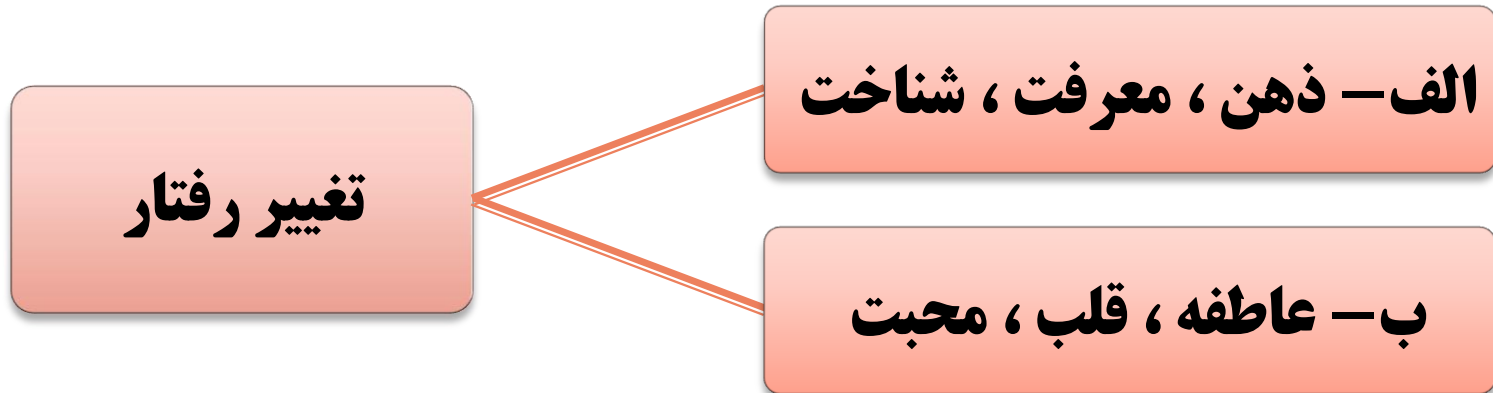 الف– ذهن ، معرفت ، شناخت
تغییر رفتار
ب– عاطفه ، قلب ، محبت